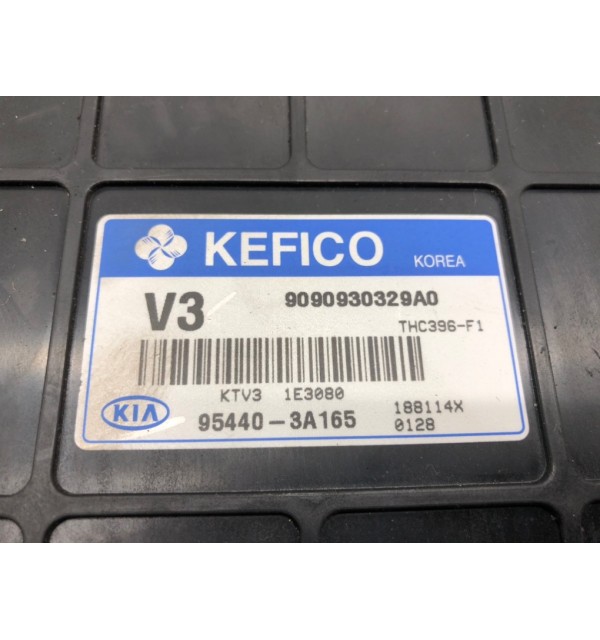 KEFICO KOREA
V3 9090930329A0
THC396-F1
KTV3 1E3080
KIA 95440-3A165 188114X
0128